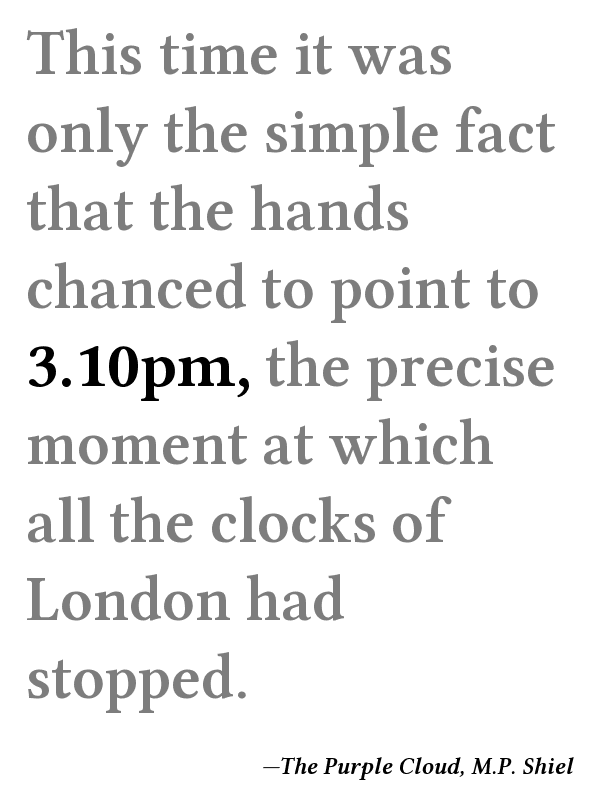 This time it was
only the simple fact
that the hands
chanced to point to
3.10pm, the precise
moment at which
all the clocks of
London had
stopped.
—The Purple Cloud, M.P. Shiel